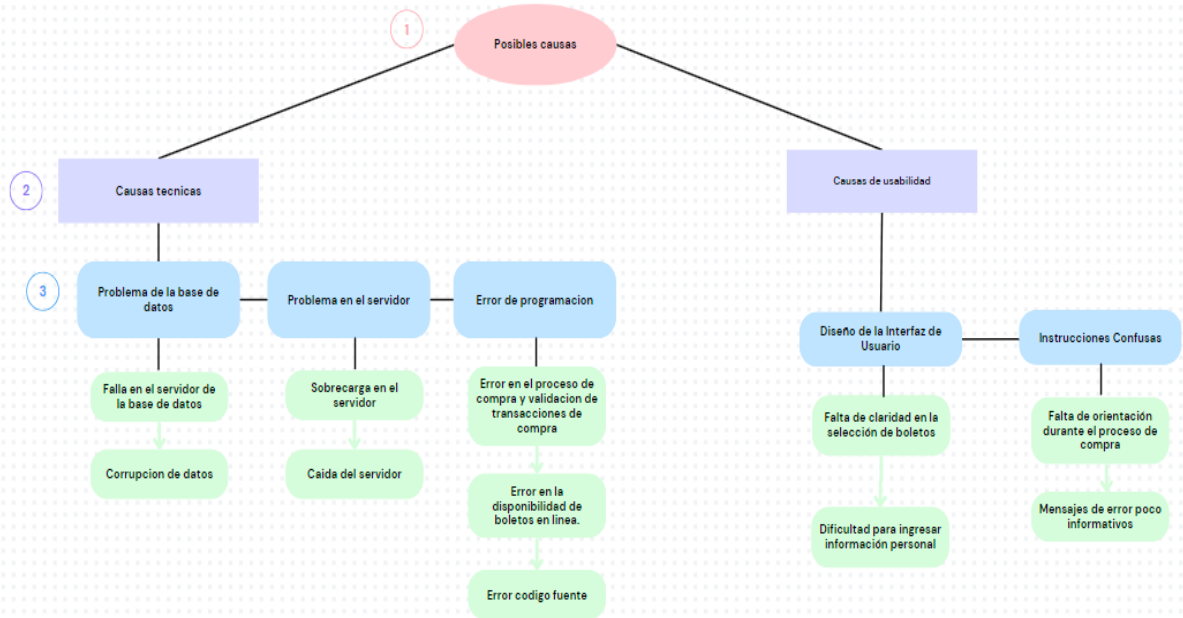 1
Posibles causas
2
Causas tecnicas
Causas de usabilidad
3
Problema de la base de
datos
Problema en el servidor
Error de programacion
Diseño de la Interfaz de
Usuario
Instrucciones Confusas
Falla en el servidor de
la base de datos
Sobrecarga en el
servidor
Error en el proceso de
compra y validacion de
transacciones de
compra
Falta de claridad en la
selección de boletos
Falta de orientación
durante el proceso de
compra
Corrupcion de datos
Caida del servidor
Error en la
disponibilidad de
boletos en linea.
Dificultad para ingresar
información personal
Mensajes de error poco
informativos
Error codigo fuente